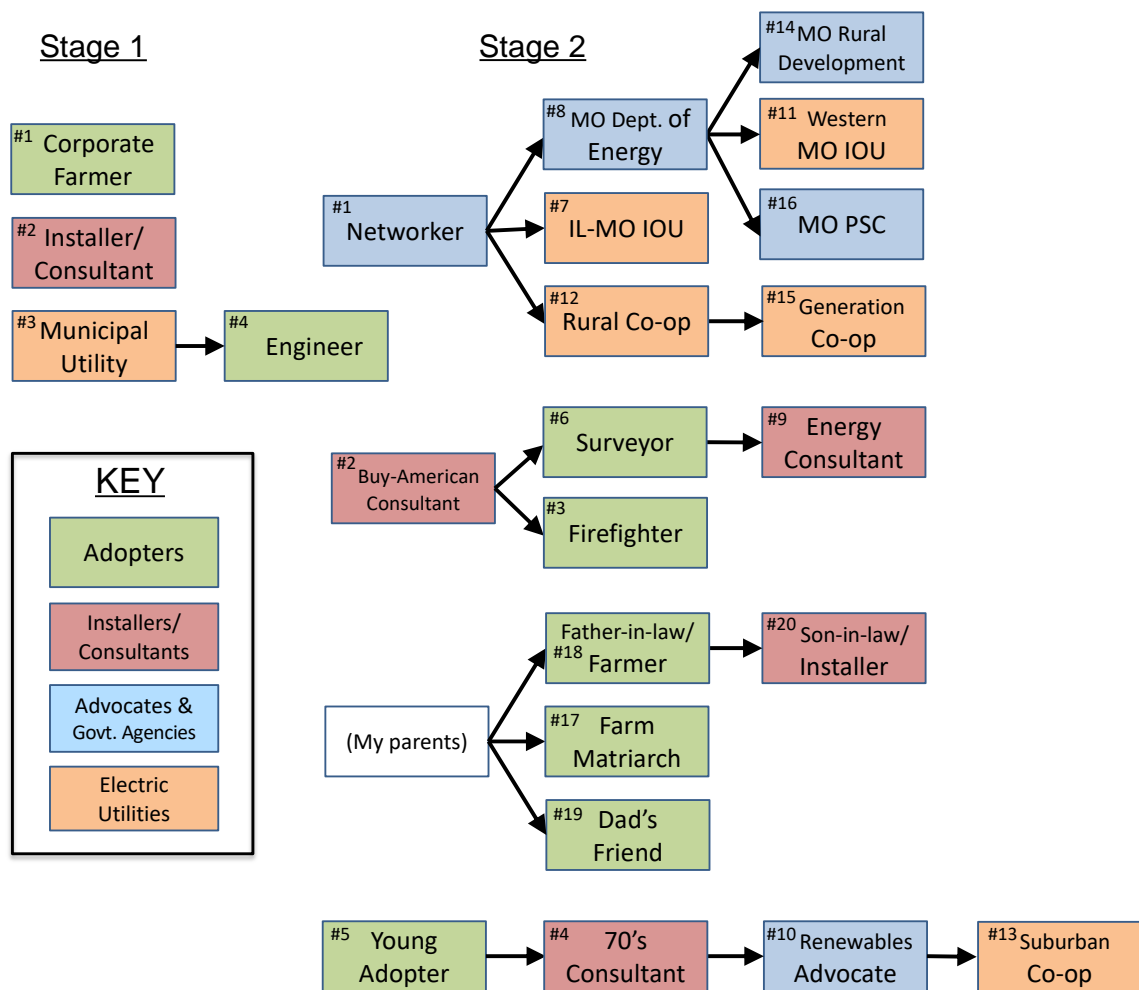 Stage 1
#1 Corporate
Farmer
#2 Installer/
Consultant
#3 Municipal
Utility
#4
Engineer
KEY
Adopters
Installers/
Consultants
Advocates &
Govt. Agencies
Electric
Utilities
Stage 2
#1
Networker
#8 MO Dept. of
Energy
#7
IL-MO IOU
#12
Rural Co-op
#14 MO Rural
Development
#11 Western
MO IOU
#16
MO PSC
#15 Generation
Co-op
#2 Buy-American
Consultant
#6
Surveyor
#3
Firefighter
#9 Energy
Consultant
(My parents)
Father-in-law/
#18 Farmer
#17 Farm
Matriarch
#19 Dad's
Friend
#20 Son-in-law/
Installer
#5 Young
Adopter
#4 70's
Consultant
#10 Renewables
Advocate
#13 Suburban
Co-op